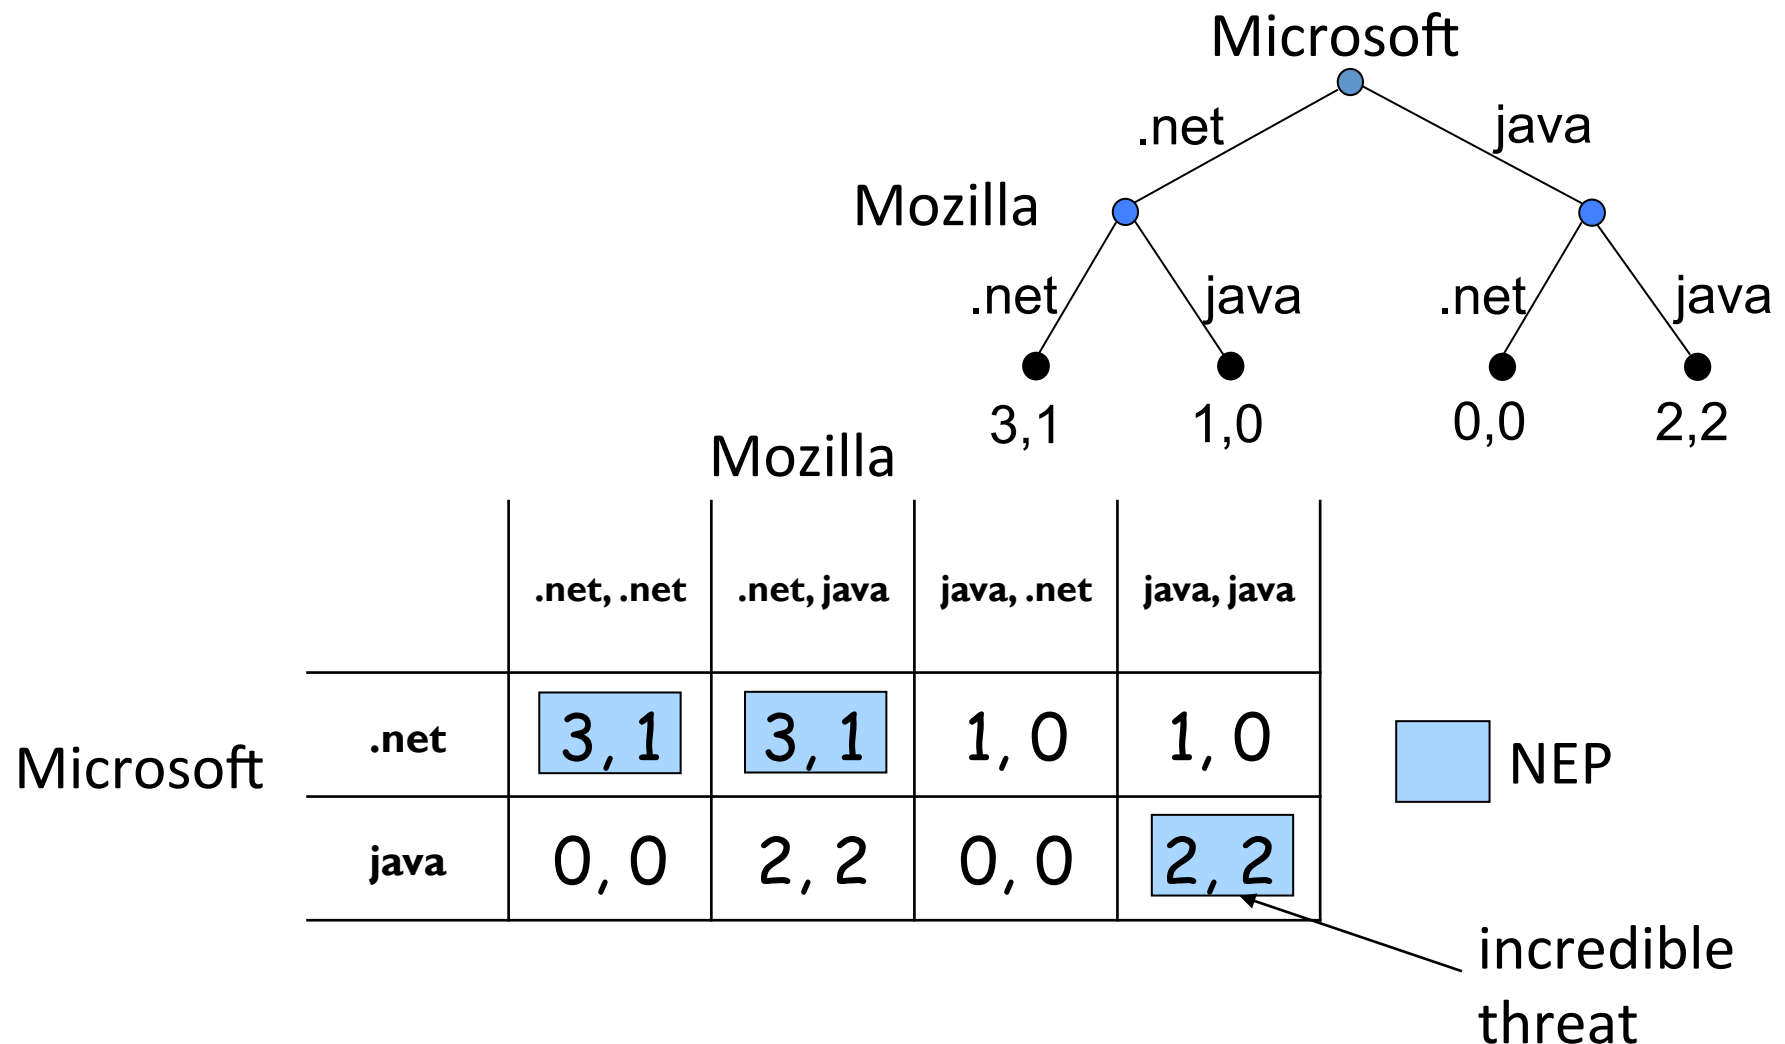 Microsoft
.net java
Mozilla
.net java .net java
3,1 1,0 0,0 2,2
Mozilla
.net, .net .net, java java, .net java, java
.net 3, 1 3, 1 1, 0 1, 0
Microsoft NEP
java 0, 0 2, 2 0, 0 2, 2
incredible
threat